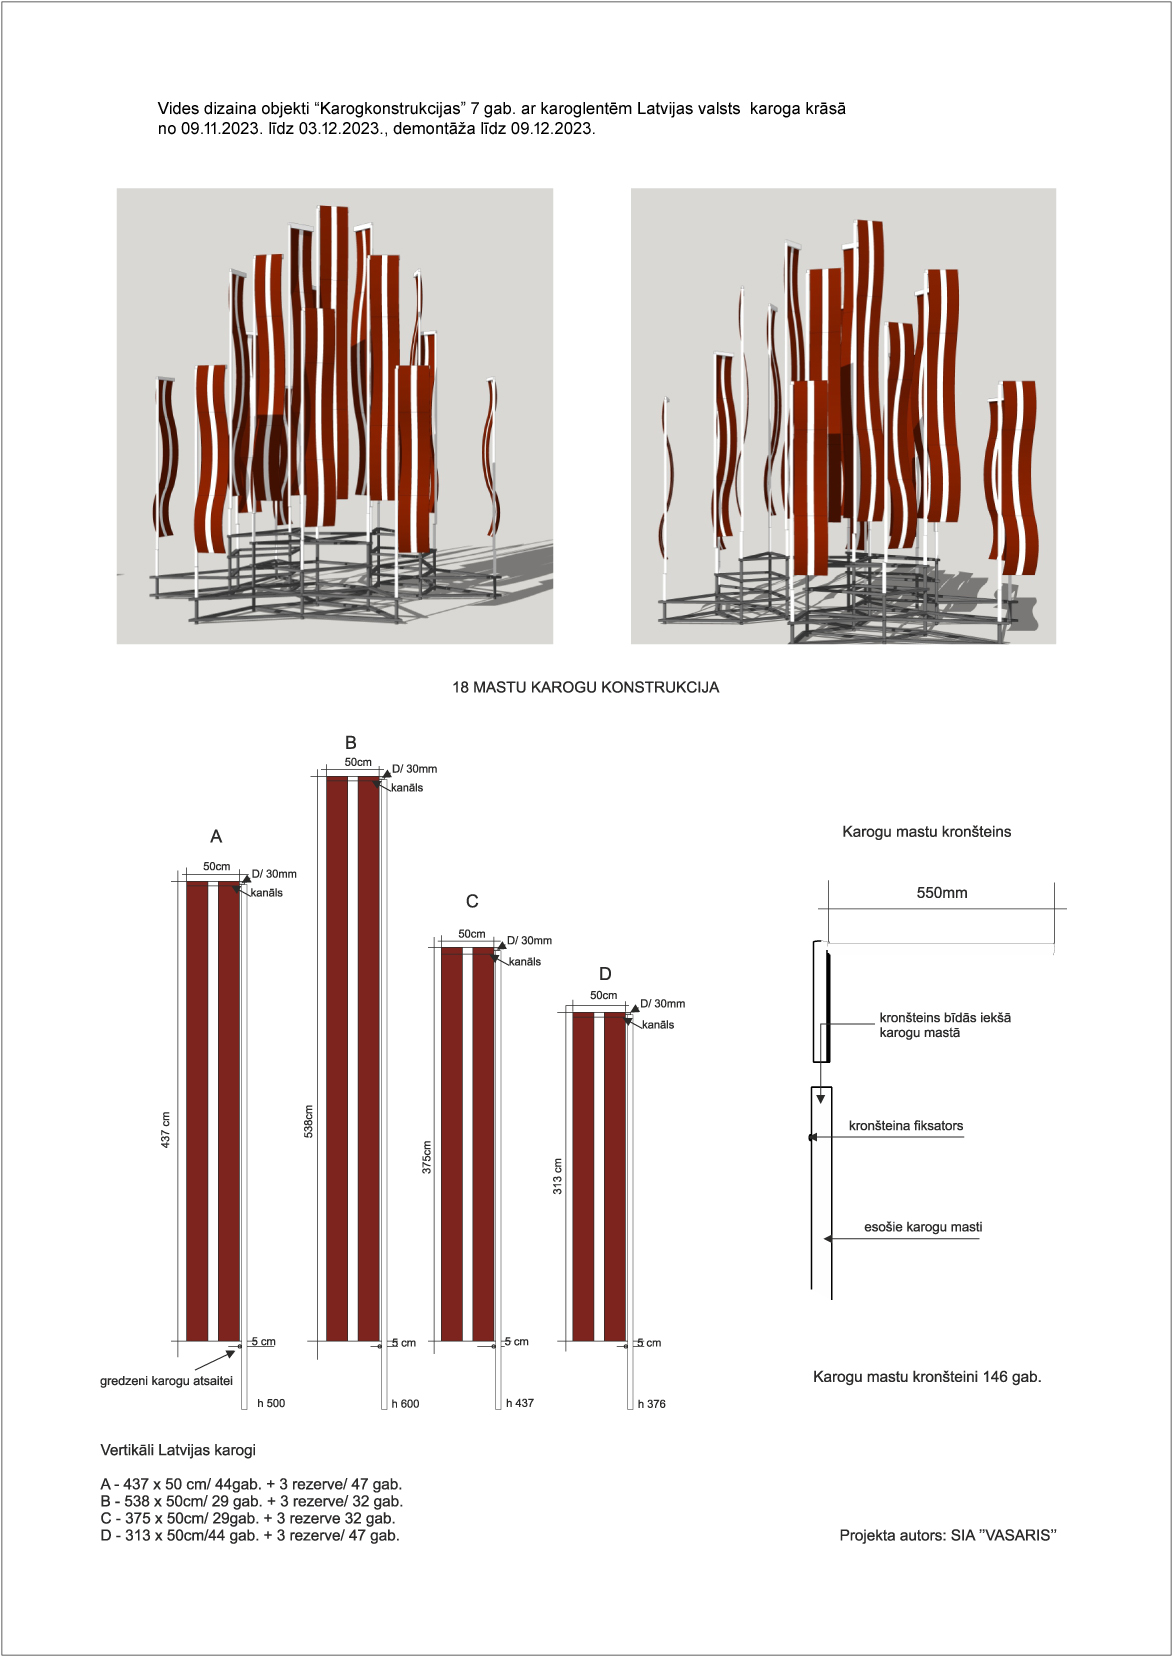 Vides dizaina objekti “Karogkonstrukcijas” 7 gab. ar karoglentēm Latvijas valsts karoga krāsā
no 09.11.2023. līdz 03.12.2023., demontāža līdz 09.12.2023.
18 MASTU KAROGU KONSTRUKCIJA
B
50cm
D/ 30mm
kanāls
538cm
5 cm
h 600
A
50cm
D/ 30mm
kanāls
437 cm
5 cm
gredzeni karogu atsaitei
h 500
C
50cm
D/ 30mm
kanāls
375cm
5 cm
h 437
D
50cm
D/ 30mm
kanāls
313 cm
5 cm
h 376
Karogu mastu kronšteins
550mm
kronšteins bīdās iekšā
karogu mastā
kronšteina fiksators
esošie karogu masti
Karogu mastu kronšteini 146 gab.
Vertikāli Latvijas karogi
A - 437 x 50 cm/ 44gab. + 3 rezerve/ 47 gab.
B - 538 x 50cm/ 29 gab. + 3 rezerve/ 32 gab.
C - 375 x 50cm/ 29gab. + 3 rezerve 32 gab.
D - 313 x 50cm/44 gab. + 3 rezerve/ 47 gab.
Projekta autors: SIA ”VASARIS”